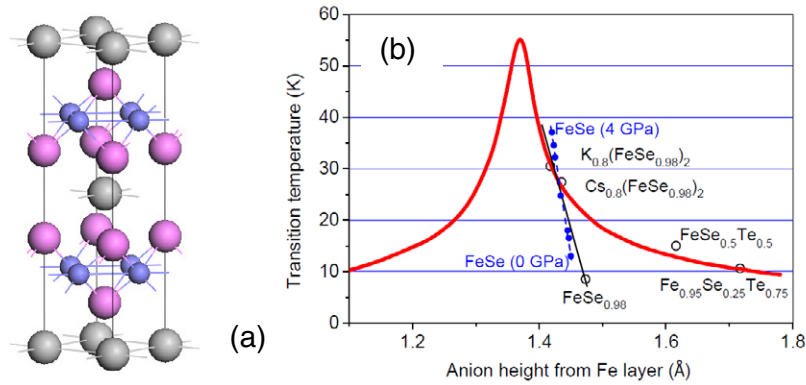 (a)
(b)
Transition temperature (K)
60
50
40
30
20
10
0
FeSe (4 GPa)
K₀.₈(FeSe₀.₉₈)₂
Cs₀.₈(FeSe₀.₉₈)₂
FeSe₀.₅Te₀.₅
FeSe (0 GPa)
Fe₀.₉₅Se₀.₂₅Te₀.₇₅
FeSe₀.₉₈
1.2 1.4 1.6 1.8
Anion height from Fe layer (Å)